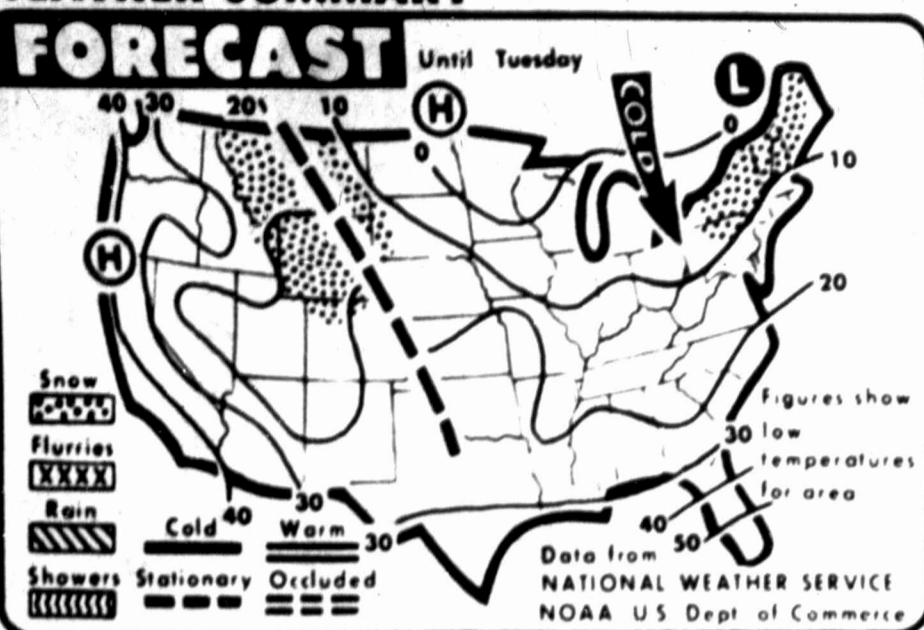 FORECAST
Until Tuesday
40 30 20 10
H
0
COLD
L
0
10
H
20
Snow
Flurries
Rain
Showers
Cold
Warm
Stationary
Occluded
40
30
30
30
40
50
Figures show
low
temperatures
for area
Data from
NATIONAL WEATHER SERVICE
NOAA US Dept of Commerce